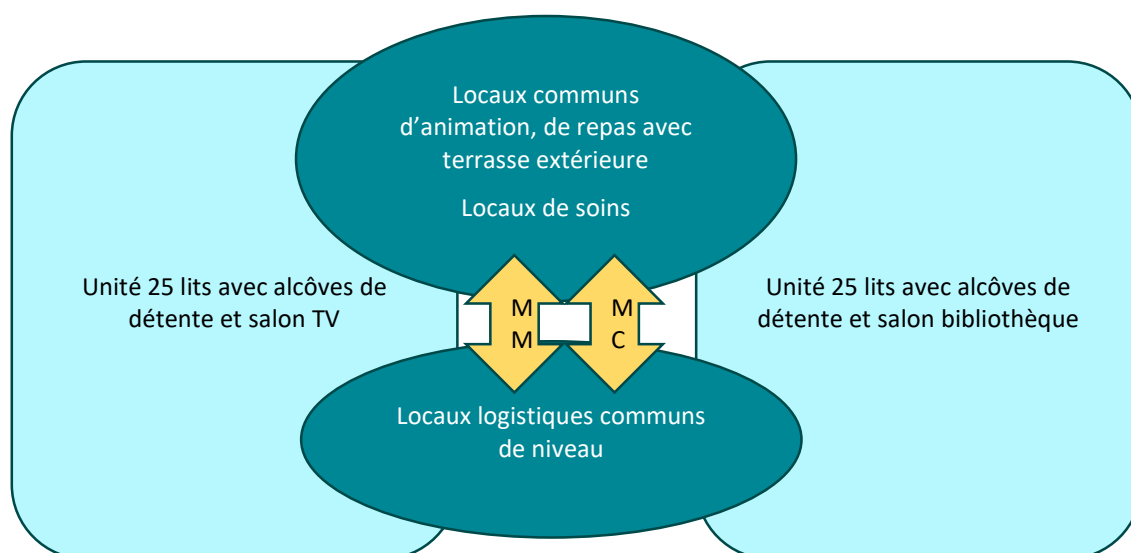 Locaux communs
d’animation, de repas avec
terrasse extérieure
Locaux de soins
Unité 25 lits avec alcôves de
détente et salon TV
M
M
M
C
Unité 25 lits avec alcôves de
détente et salon bibliothèque
Locaux logistiques communs
de niveau